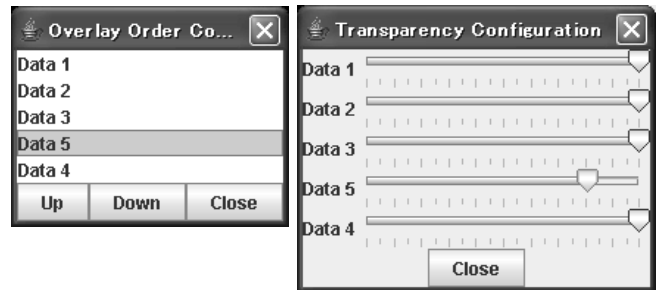 Overlay Order Co...
Data 1
Data 2
Data 3
Data 5
Data 4
Up Down Close
Transparency Configuration
Data 1
Data 2
Data 3
Data 5
Data 4
Close